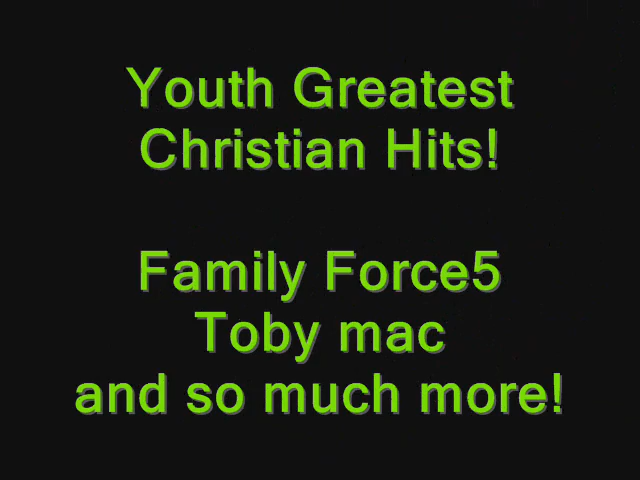 Youth Greatest
Christian Hits!
Family Force5
Toby mac
and so much more!